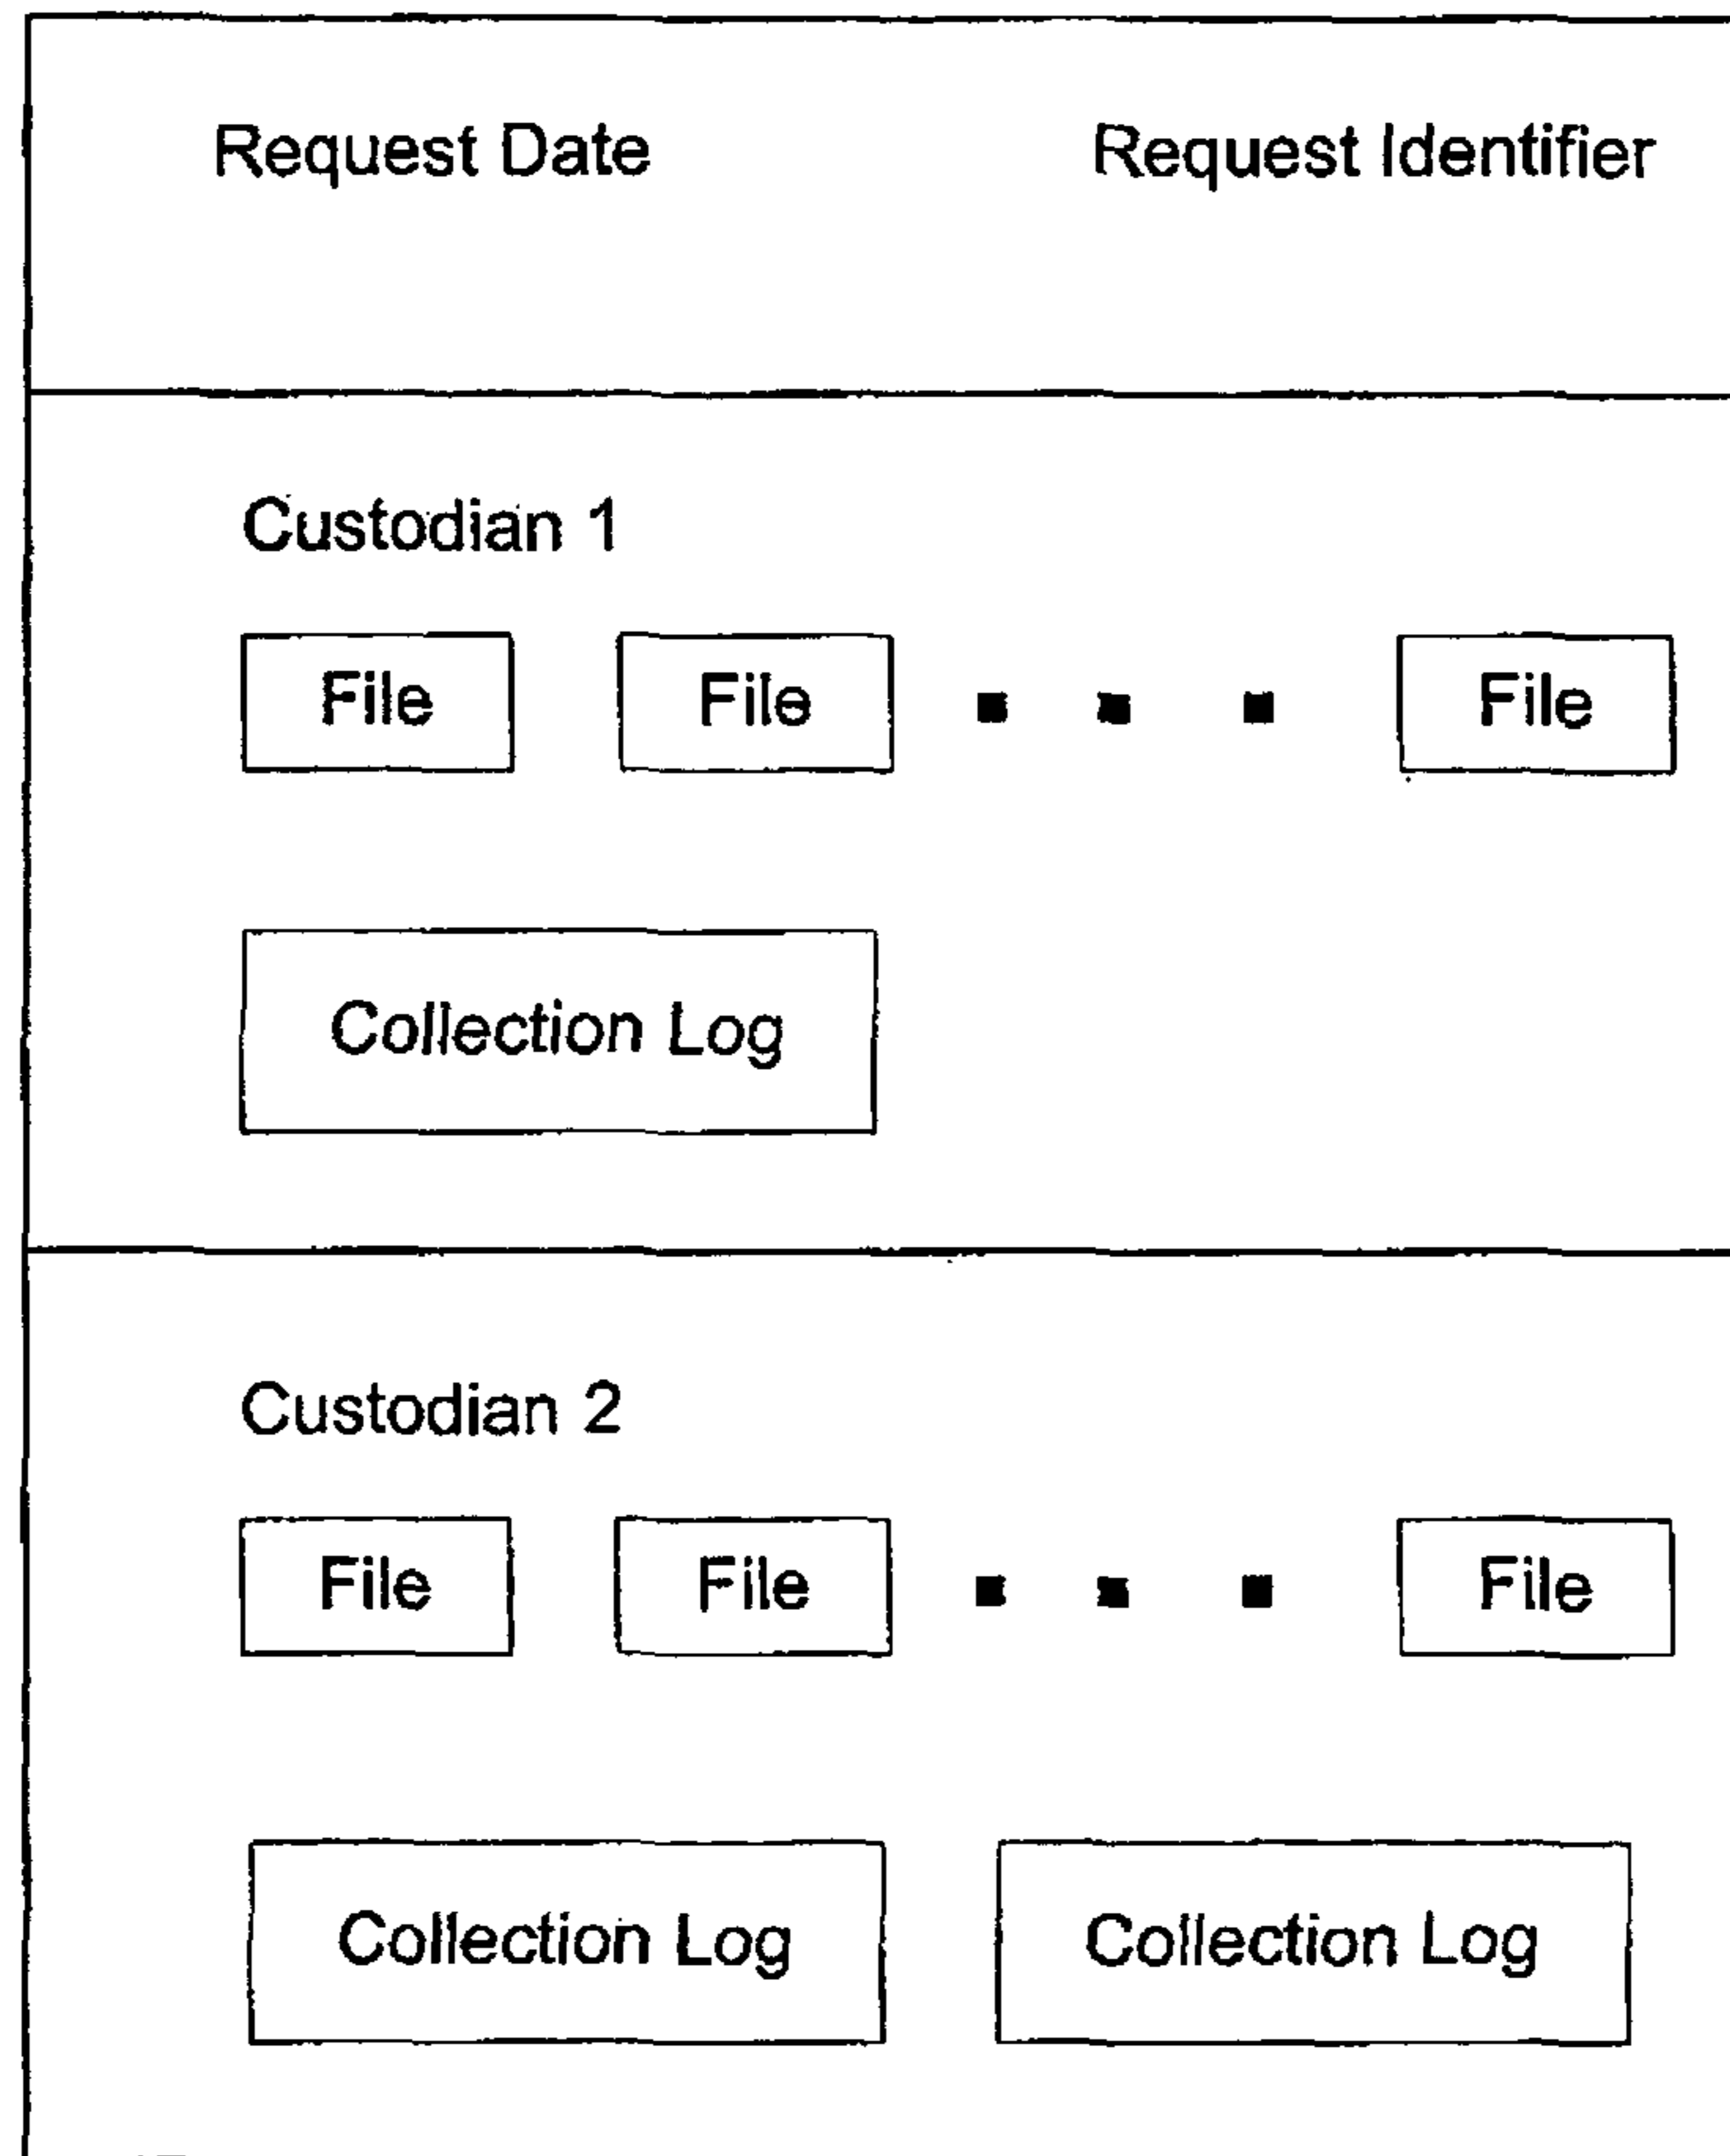 Request Date Request Identifier
Custodian 1
File File File
Collection Log
Custodian 2
File File File
Collection Log Collection Log